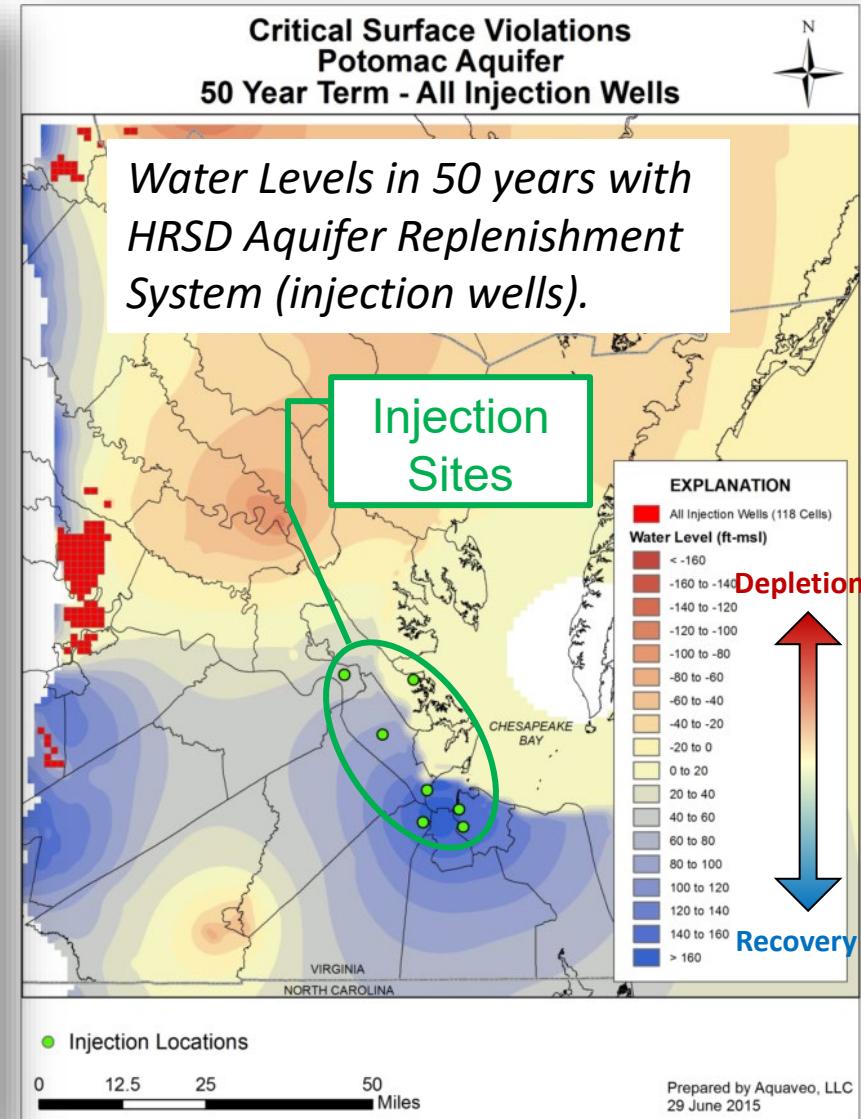 Critical Surface Violations
Potomac Aquifer
50 Year Term - All Injection Wells
N
Water Levels in 50 years with
HRSD Aquifer Replenishment
System (injection wells).
Injection
Sites
EXPLANATION
All Injection Wells (118 Cells)
Water Level (ft-msl)
< -160
-160 to -140
-140 to -120
-120 to -100
-100 to -80
-80 to -60
-60 to -40
-40 to -20
-20 to 0
0 to 20
20 to 40
40 to 60
60 to 80
80 to 100
100 to 120
120 to 140
140 to 160
> 160
Depletion
Recovery
CHESAPEAKE
BAY
VIRGINIA
NORTH CAROLINA
Injection Locations
0 12.5 25 50
Miles
Prepared by Aquaveo, LLC
29 June 2015